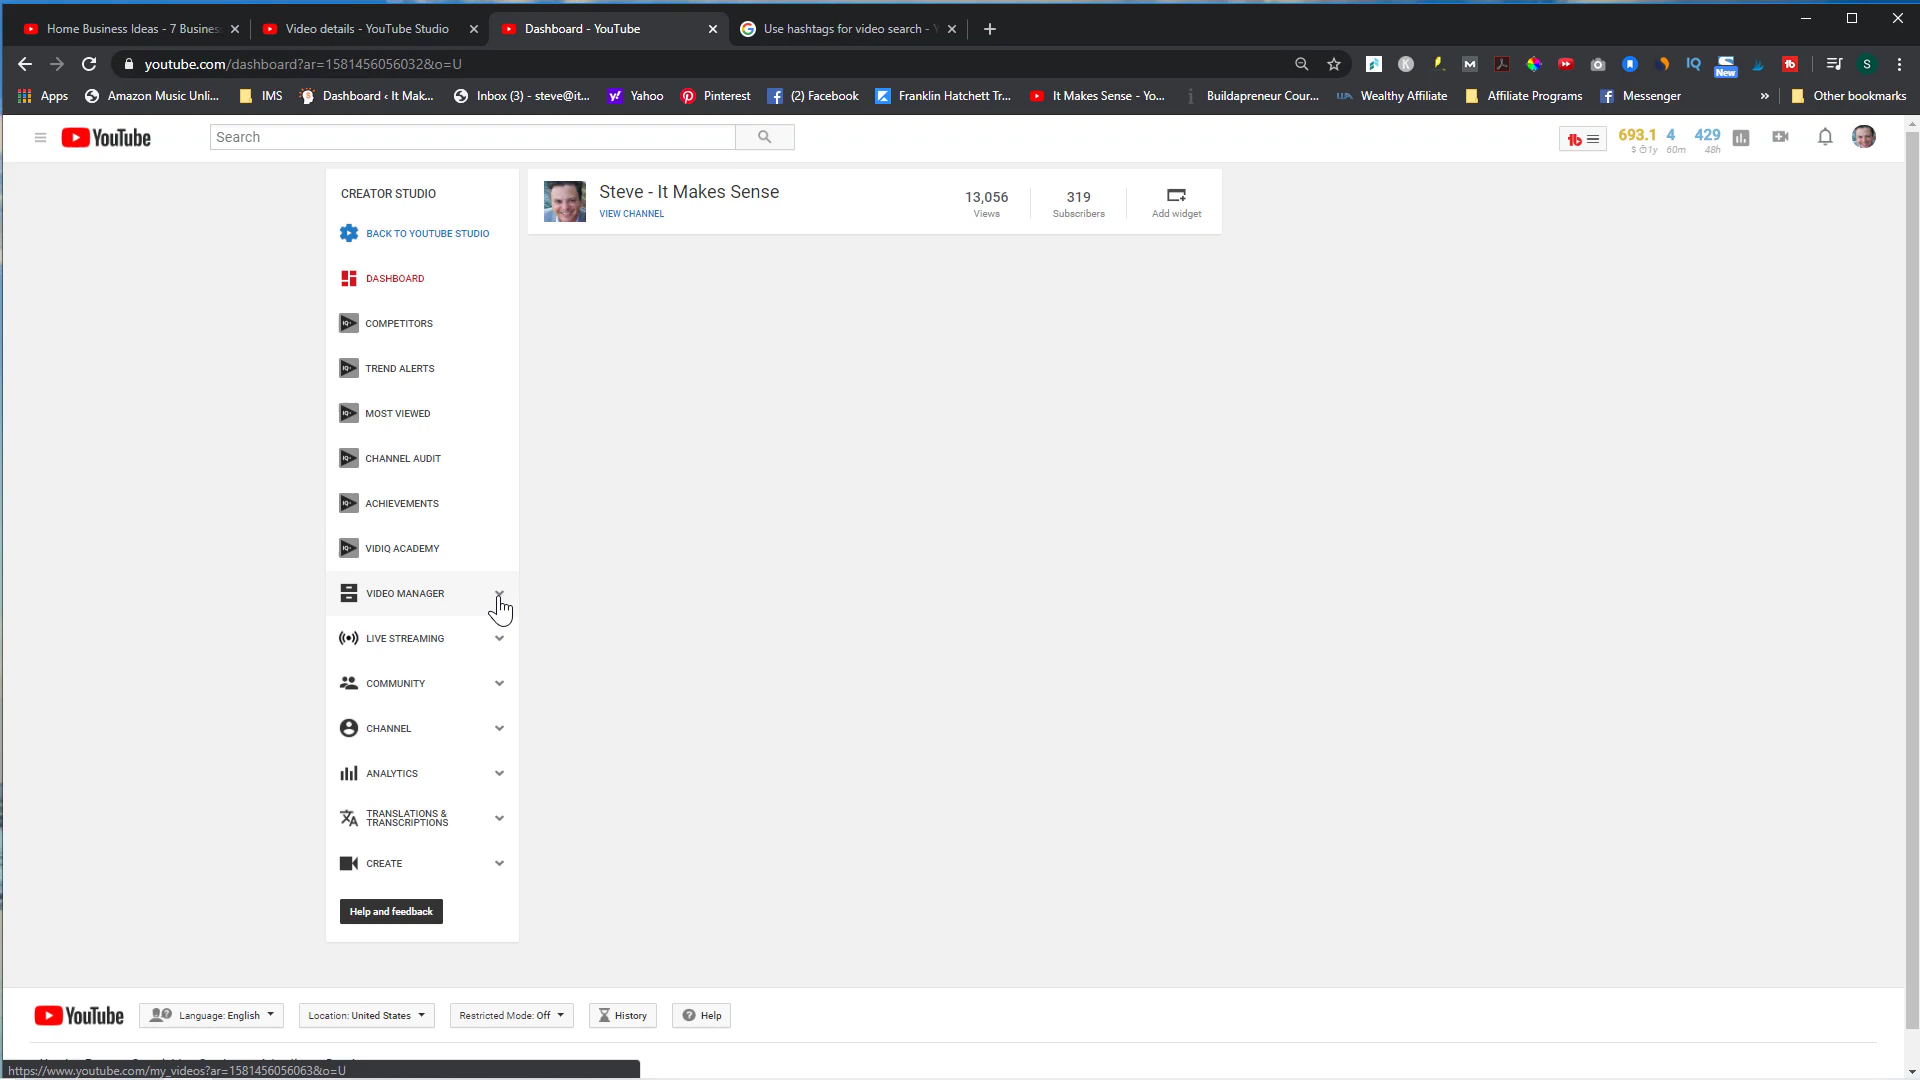 Home Business Ideas - 7 Busines
Video details - YouTube Studio
Dashboard - YouTube
Use hashtags for video search - Y
youtube.com/dashboard?ar=1581456056032&o=U
New
Apps
Amazon Music Unli...
IMS
Dashboard ‹ It Mak...
Inbox (3) - steve@it...
Yahoo
Pinterest
(2) Facebook
Franklin Hatchett Tr...
It Makes Sense - Yo...
Buildapreneur Cour...
Wealthy Affiliate
Affiliate Programs
Messenger
»
Other bookmarks
YouTube
Search
693.1 4 429
$ 1y 60m 48h
CREATOR STUDIO
BACK TO YOUTUBE STUDIO
DASHBOARD
COMPETITORS
TREND ALERTS
MOST VIEWED
CHANNEL AUDIT
ACHIEVEMENTS
VIDIQ ACADEMY
VIDEO MANAGER
LIVE STREAMING
COMMUNITY
CHANNEL
ANALYTICS
TRANSLATIONS &
TRANSCRIPTIONS
CREATE
Help and feedback
Steve - It Makes Sense
VIEW CHANNEL
13,056
Views
319
Subscribers
Add widget
YouTube
Language: English
Location: United States
Restricted Mode: Off
History
Help
https://www.youtube.com/my_videos?ar=1581456056063&o=U